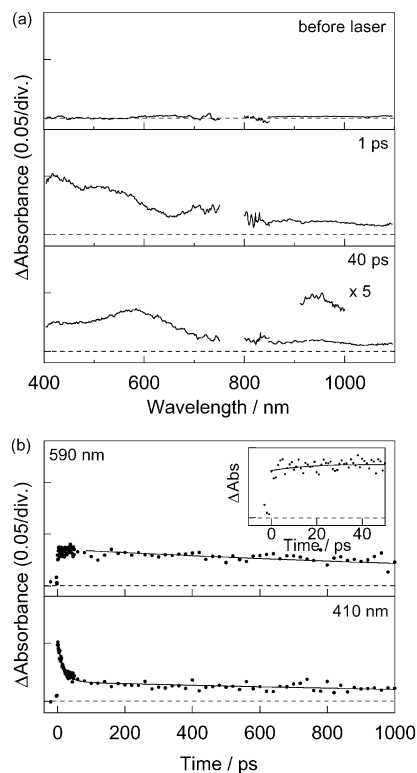 (a)
before laser
1 ps
40 ps
x 5
ΔAbsorbance (0.05/div.)
400 600 800 1000
Wavelength / nm
(b)
590 nm
ΔAbs
0 20 40
Time / ps
410 nm
ΔAbsorbance (0.05/div.)
0 200 400 600 800 1000
Time / ps